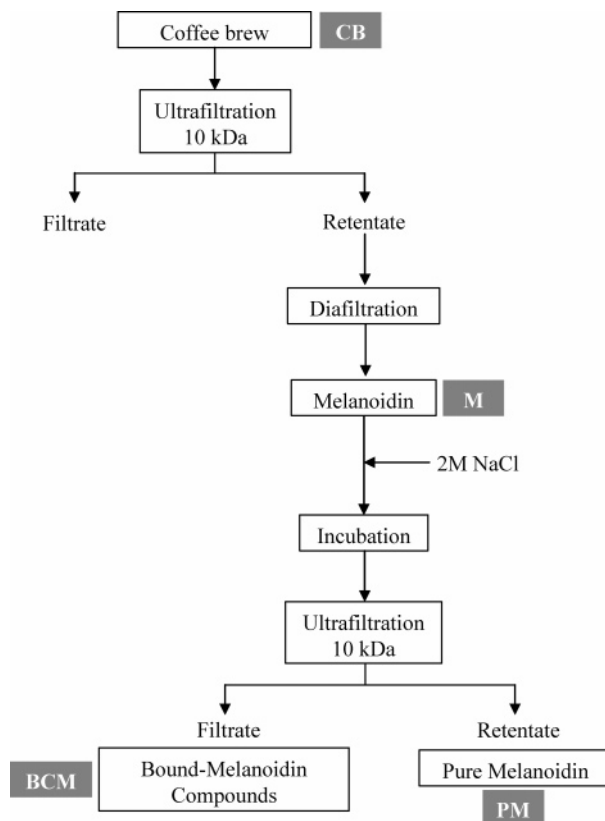 Coffee brew
CB
Ultrafiltration
10 kDa
Filtrate
Retentate
Diafiltration
Melanoidin
M
2M NaCl
Incubation
Ultrafiltration
10 kDa
Filtrate
Retentate
BCM
Bound-Melanoidin
Compounds
Pure Melanoidin
PM